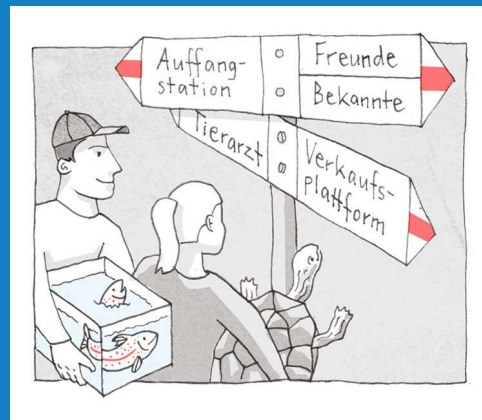 Auffang-
station
Freunde
Bekannte
Tierarzt
Verkaufs-
plattform